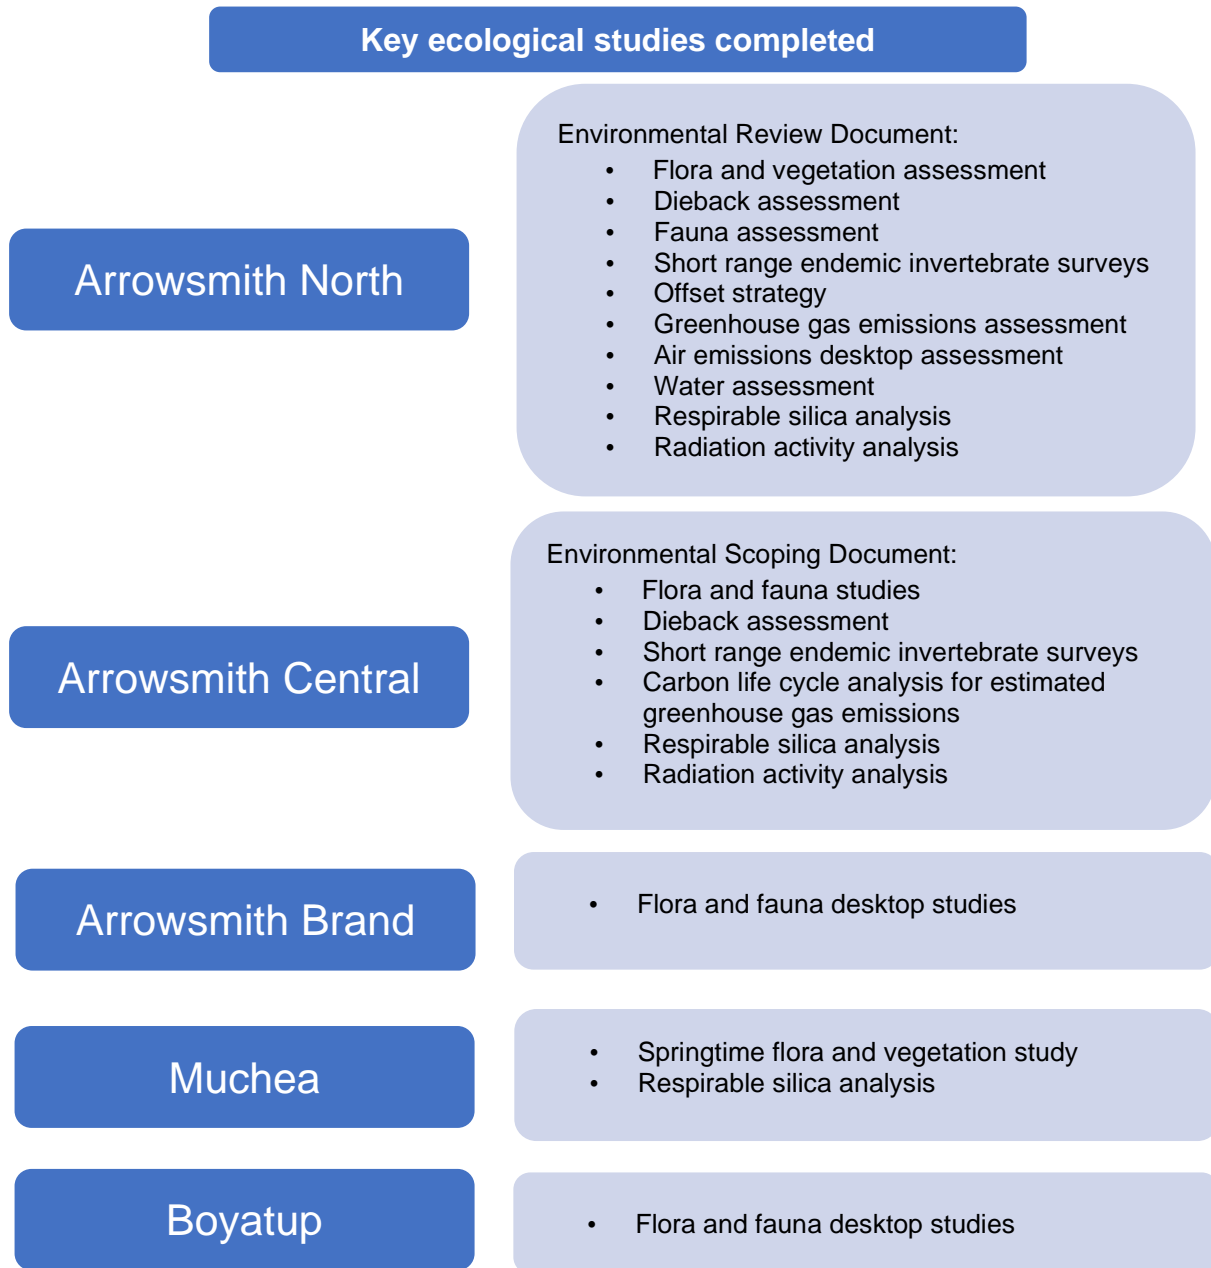 Key ecological studies completed
Arrowsmith North
Environmental Review Document:
• Flora and vegetation assessment
• Dieback assessment
• Fauna assessment
• Short range endemic invertebrate surveys
• Offset strategy
• Greenhouse gas emissions assessment
• Air emissions desktop assessment
• Water assessment
• Respirable silica analysis
• Radiation activity analysis
Arrowsmith Central
Environmental Scoping Document:
• Flora and fauna studies
• Dieback assessment
• Short range endemic invertebrate surveys
• Carbon life cycle analysis for estimated
greenhouse gas emissions
• Respirable silica analysis
• Radiation activity analysis
Arrowsmith Brand
• Flora and fauna desktop studies
Muchea
• Springtime flora and vegetation study
• Respirable silica analysis
Boyatup
• Flora and fauna desktop studies